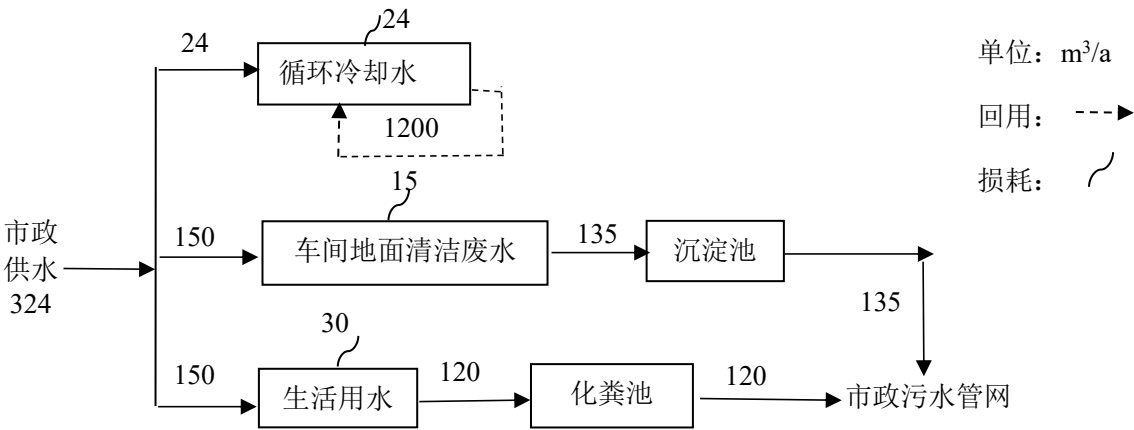 24
24
循环冷却水
1200
单位：m³/a
回用：
损耗：
15
150
车间地面清洁废水
135
沉淀池
市政
供水
324
135
30
150
生活用水
120
化粪池
120
市政污水管网